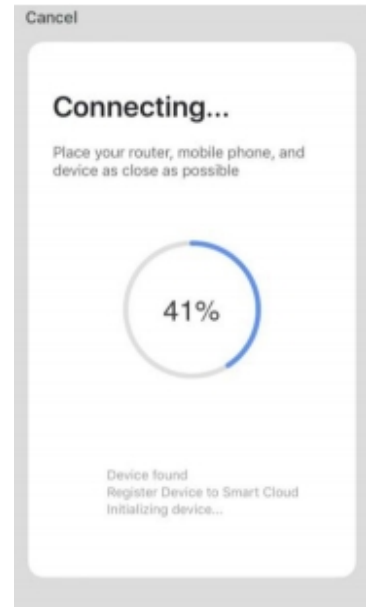 Cancel
Connecting...
Place your router, mobile phone, and
device as close as possible
41%
Device found
Register Device to Smart Cloud
Initializing device...